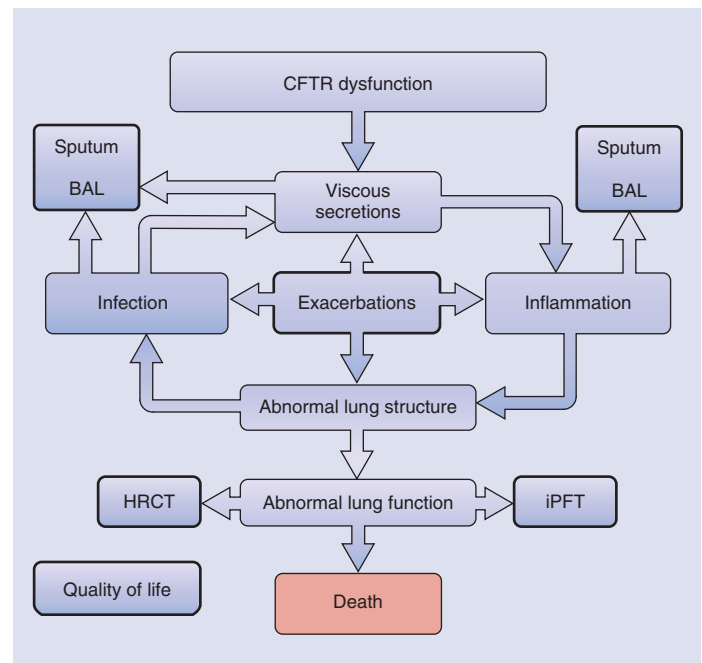 CFTR dysfunction
Sputum
BAL
Sputum
BAL
Viscous
secretions
Infection
Exacerbations
Inflammation
Abnormal lung structure
HRCT
Abnormal lung function
iPFT
Quality of life
Death